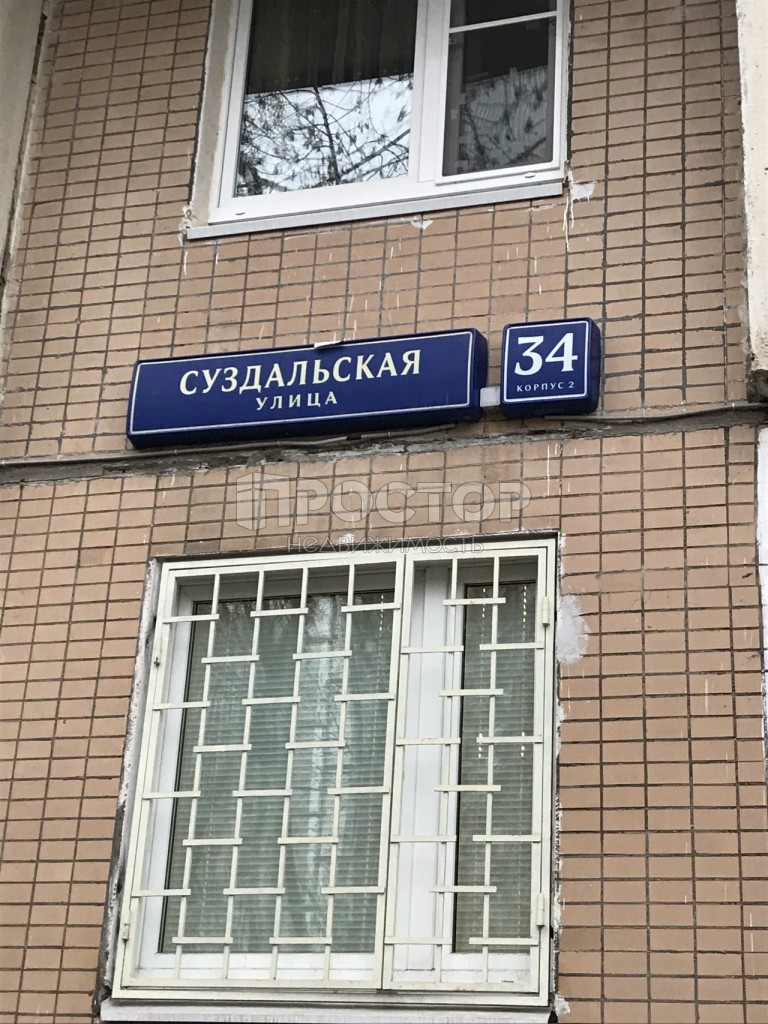 СУЗДАЛЬСКАЯ
УЛИЦА
34
КОРПУС 2
ПРОСТОР
НЕДВИЖИМОСТЬ